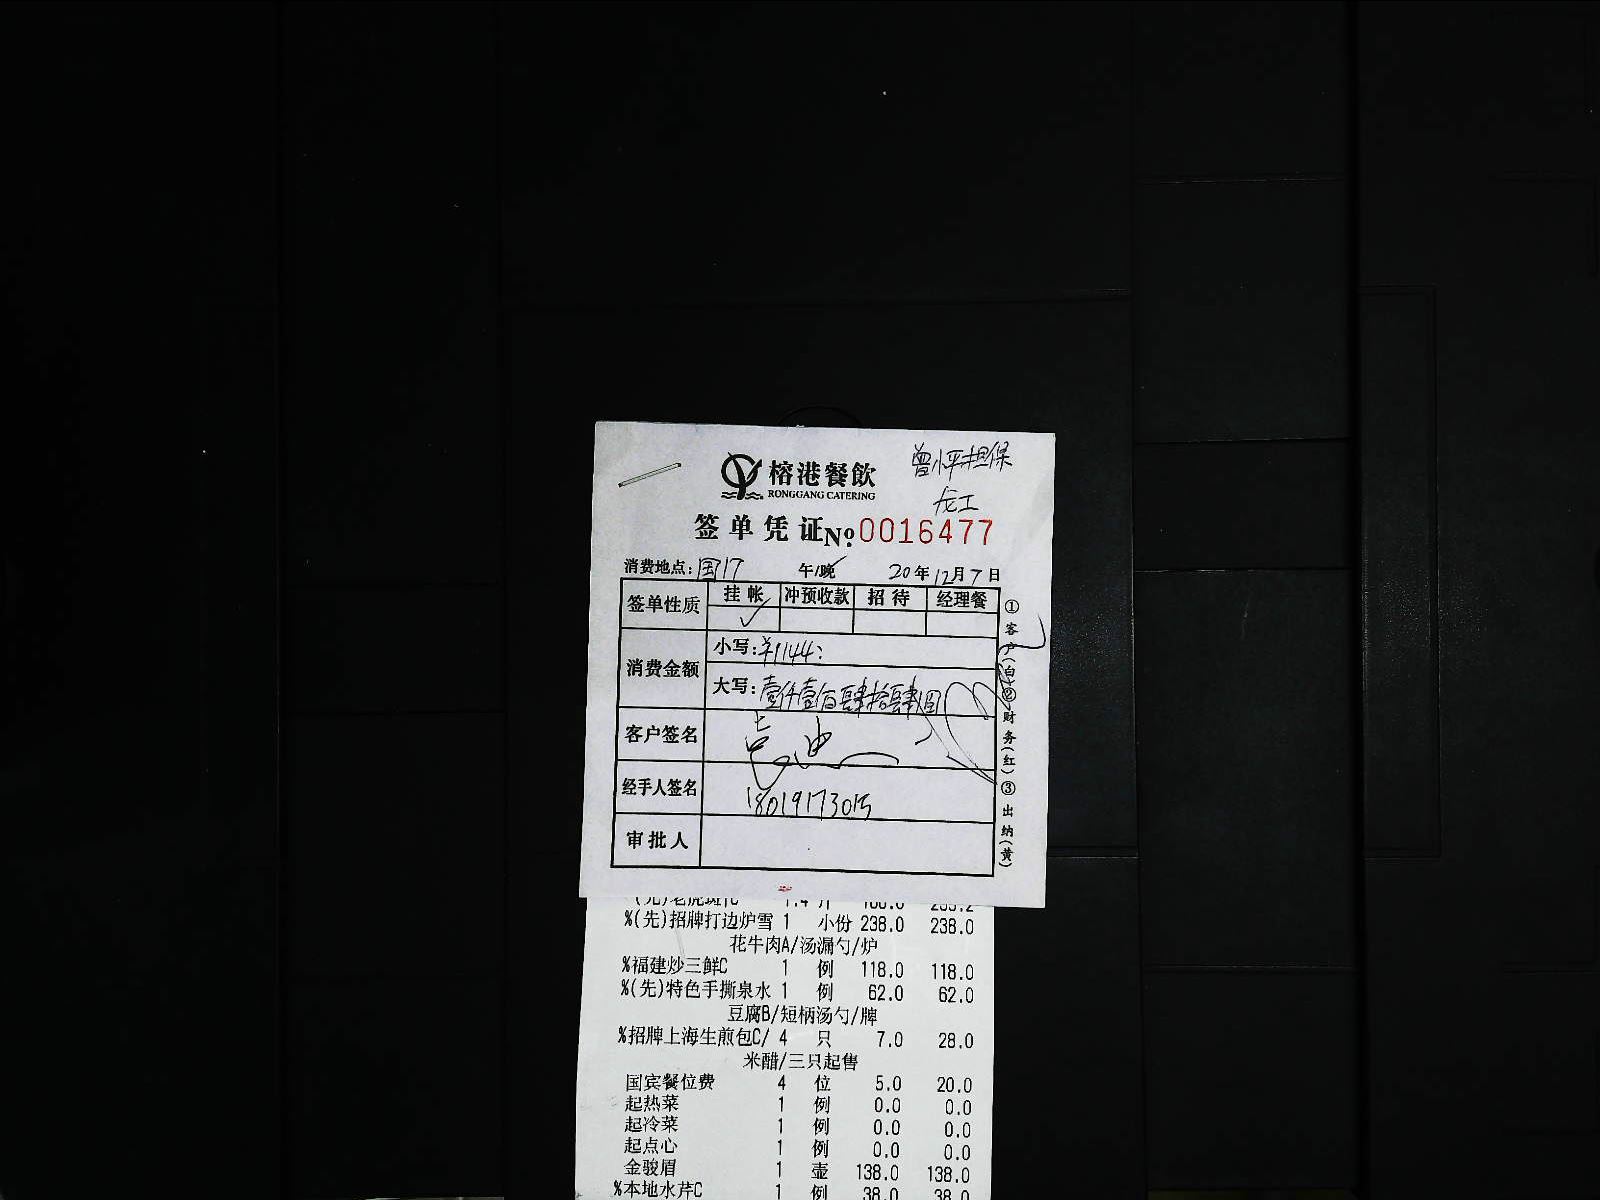 曾小平担保
榕港餐飲
RONGGANG CATERING
龙工
签单凭证 №:0016477
消费地点:国17 午/晚 20年12月7日
签单性质 挂帐 冲预收款 招待 经理餐
消费金额 小写:¥1144:
大写:壹仟壹佰肆拾肆圆
客户签名
经手人签名 18019173015
审批人
①客户(白)②财务(红)③出纳(黄)
%(先)招牌打边炉雪 1 小份 238.0 238.0
花牛肉A/汤漏勺/炉
%福建炒三鲜C 1 例 118.0 118.0
%(先)特色手撕泉水 1 例 62.0 62.0
豆腐B/短柄汤勺/牌
%招牌上海生煎包C/ 4 只 7.0 28.0
米醋/三只起售
国宾餐位费 4 位 5.0 20.0
起热菜 1 例 0.0 0.0
起冷菜 1 例 0.0 0.0
起点心 1 例 0.0 0.0
金骏眉 1 壶 138.0 138.0
%本地水芹C 1 例 38.0 38.0